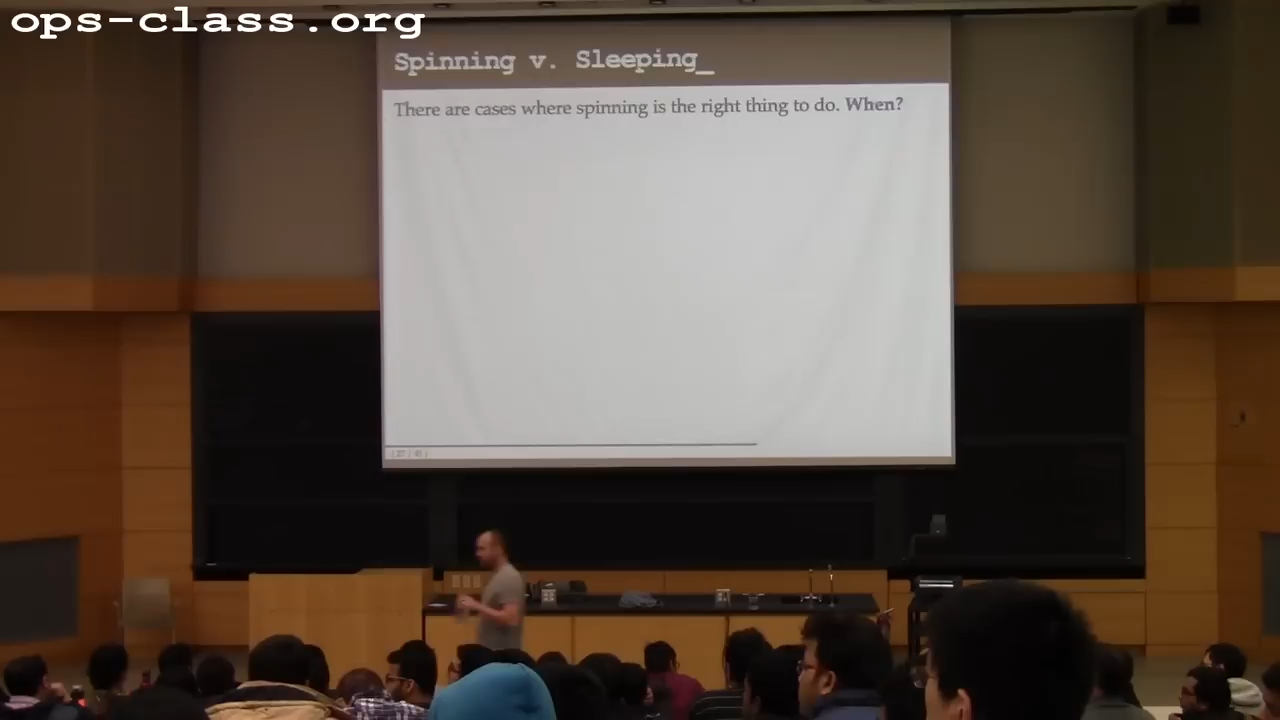 ops-class.org
Spinning v. Sleeping_
There are cases where spinning is the right thing to do. When?